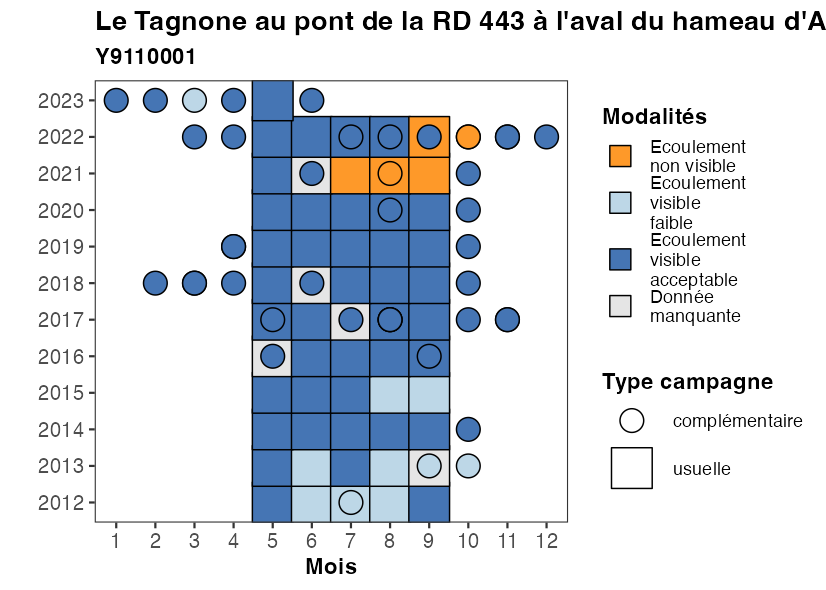 Le Tagnone au pont de la RD 443 à l'aval du hameau d'A
Y9110001
2023
2022
2021
2020
2019
2018
2017
2016
2015
2014
2013
2012
1 2 3 4 5 6 7 8 9 10 11 12
Mois
Modalités
Ecoulement
non visible
Ecoulement
visible
faible
Ecoulement
visible
acceptable
Donnée
manquante
Type campagne
complémentaire
usuelle